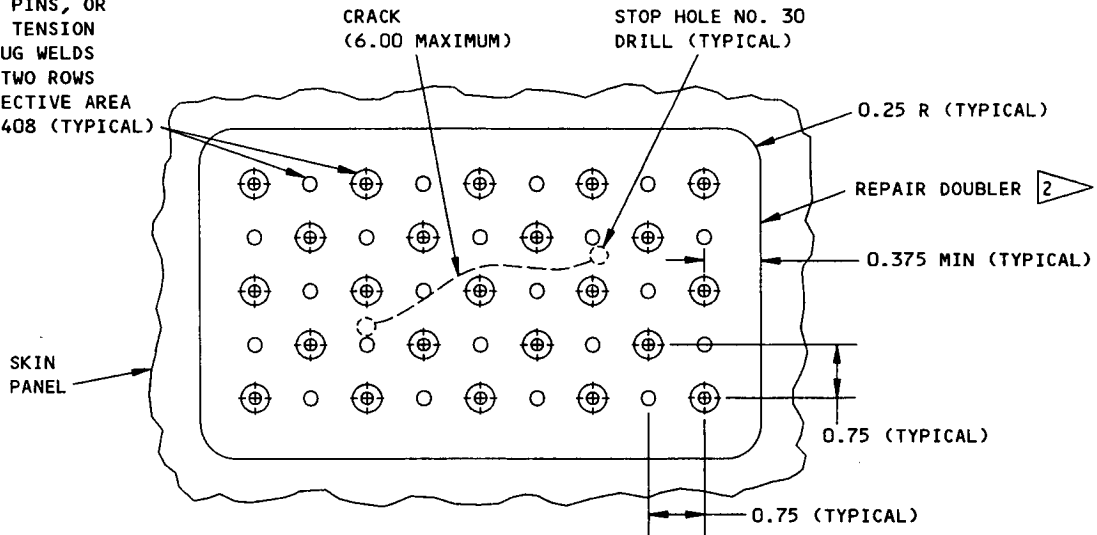 PINS, OR
TENSION
UG WELDS
TWO ROWS
ECTIVE AREA
408 (TYPICAL)
CRACK
(6.00 MAXIMUM)
STOP HOLE NO. 30
DRILL (TYPICAL)
0.25 R (TYPICAL)
REPAIR DOUBLER 2
0.375 MIN (TYPICAL)
SKIN
PANEL
0.75 (TYPICAL)
0.75 (TYPICAL)